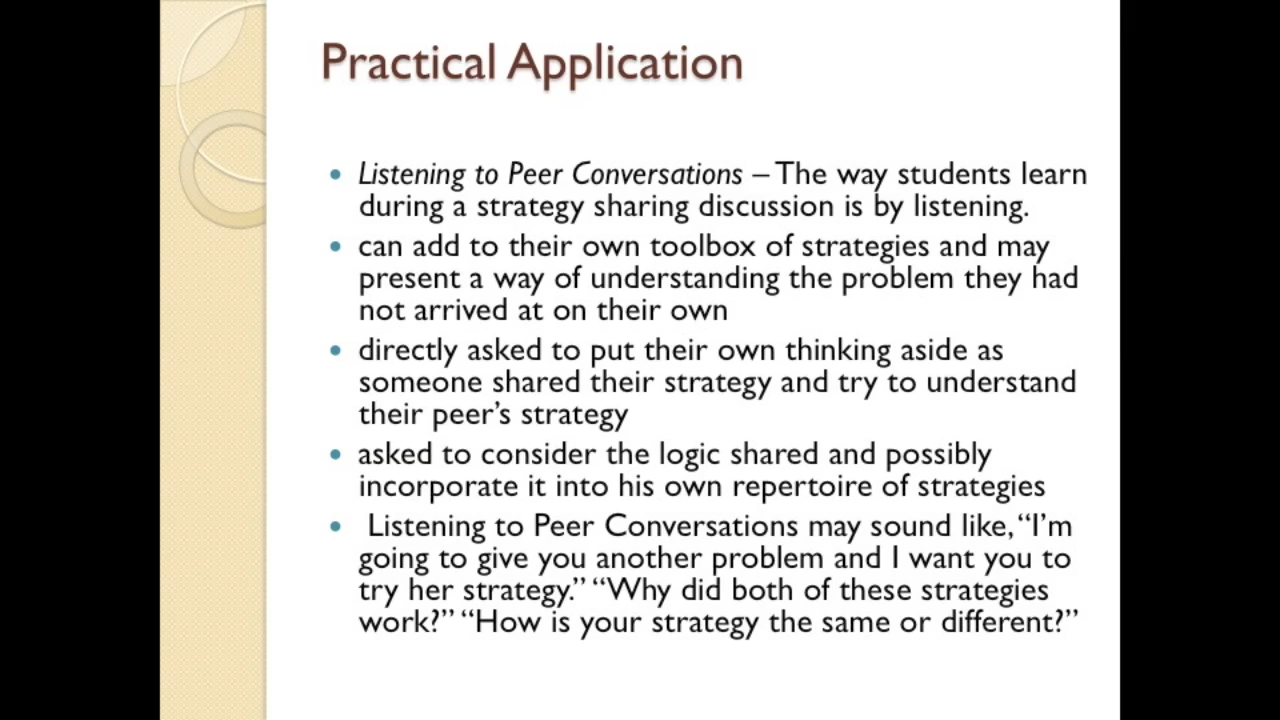 Practical Application
• Listening to Peer Conversations – The way students learn
during a strategy sharing discussion is by listening.
• can add to their own toolbox of strategies and may
present a way of understanding the problem they had
not arrived at on their own
• directly asked to put their own thinking aside as
someone shared their strategy and try to understand
their peer’s strategy
• asked to consider the logic shared and possibly
incorporate it into his own repertoire of strategies
• Listening to Peer Conversations may sound like, “I’m
going to give you another problem and I want you to
try her strategy.” “Why did both of these strategies
work?” “How is your strategy the same or different?”